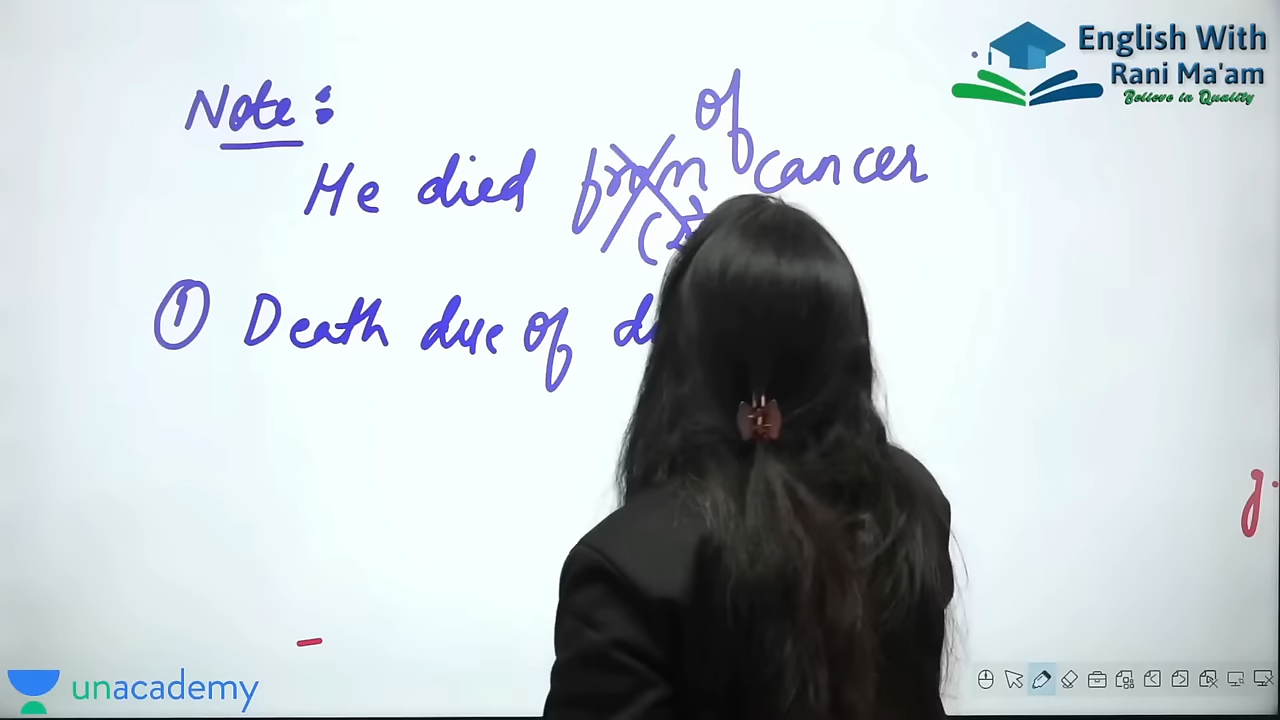 English With
Rani Ma'am
Believe in Quality
Note:
of
He died from cancer
① Death due of
unacademy